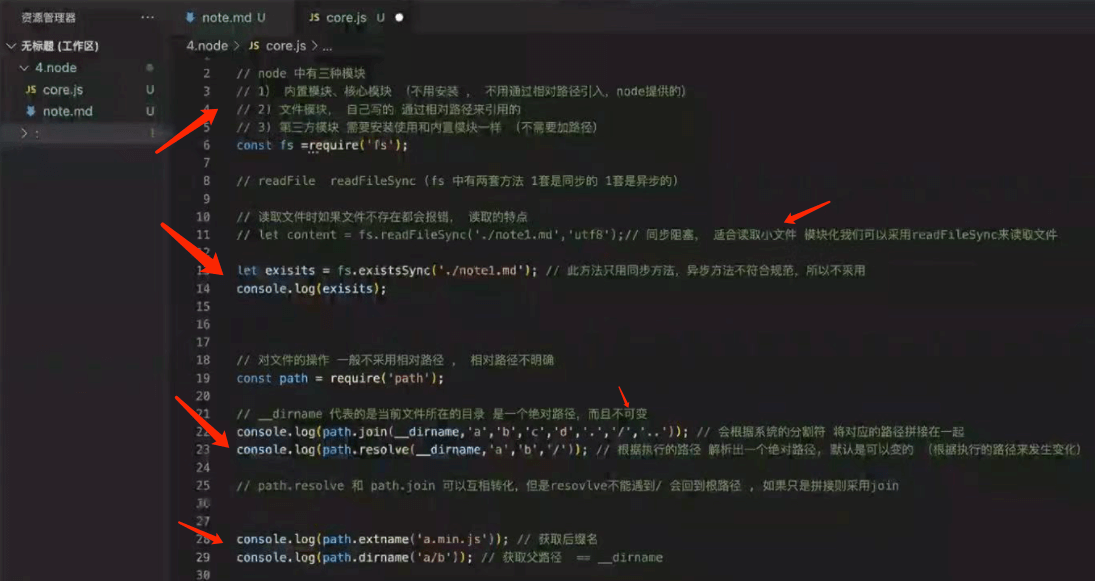 资源管理器 ...
note.md U
JS core.js U
无标题 (工作区)
4.node > JS core.js > ...
4.node
JS core.js U
note.md U
> : !
2 // node 中有三种模块
3 // 1) 内置模块、核心模块 (不用安装 , 不用通过相对路径引入，node提供的)
4 // 2) 文件模块， 自己写的 通过相对路径来引用的
5 // 3) 第三方模块 需要安装使用和内置模块一样 (不需要加路径)
6 const fs =require('fs');
7
8 // readFile readFileSync (fs 中有两套方法 1套是同步的 1套是异步的)
9
10 // 读取文件时如果文件不存在都会报错， 读取的特点
11 // let content = fs.readFileSync('./note1.md','utf8');// 同步阻塞， 适合读取小文件 模块化我们可以采用readFileSync来读取文件
12
13 let exisits = fs.existsSync('./note1.md'); // 此方法只用同步方法，异步方法不符合规范，所以不采用
14 console.log(exisits);
15
16
17
18 // 对文件的操作 一般不采用相对路径 ， 相对路径不明确
19 const path = require('path');
20
21 // __dirname 代表的是当前文件所在的目录 是一个绝对路径，而且不可变
22 console.log(path.join(__dirname,'a','b','c','d','.','/','..')); // 会根据系统的分割符 将对应的路径拼接在一起
23 console.log(path.resolve(__dirname,'a','b','/')); // 根据执行的路径 解析出一个绝对路径，默认是可以变的 (根据执行的路径来发生变化)
24
25 // path.resolve 和 path.join 可以互相转化，但是resovlve不能遇到/ 会回到根路径 ，如果只是拼接则采用join
26
27
28 console.log(path.extname('a.min.js')); // 获取后缀名
29 console.log(path.dirname('a/b')); // 获取父路径 == __dirname
30